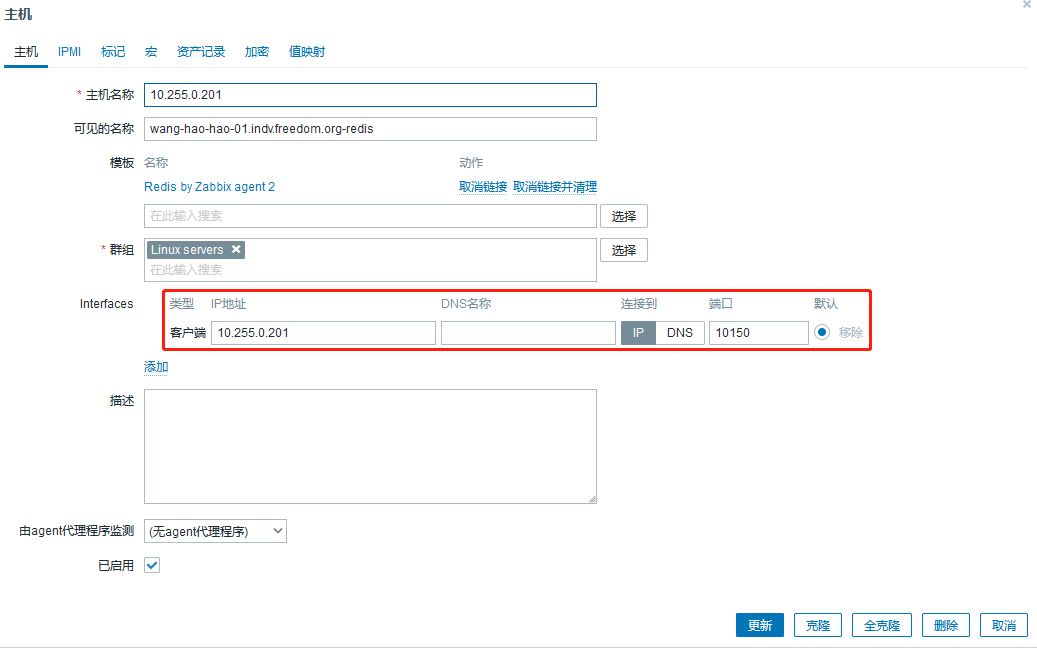 主机
主机 IPMI 标记 宏 资产记录 加密 值映射
* 主机名称 10.255.0.201
可见的名称 wang-hao-hao-01.indv.freedom.org-redis
模板 名称 动作
Redis by Zabbix agent 2 取消链接 取消链接并清理
在此输入搜索 选择
* 群组 Linux servers 选择
在此输入搜索
Interfaces 类型 IP地址 DNS名称 连接到 端口 默认
客户端 10.255.0.201 IP DNS 10150 移除
添加
描述
由agent代理程序监测 (无agent代理程序)
已启用
更新 克隆 全克隆 删除 取消